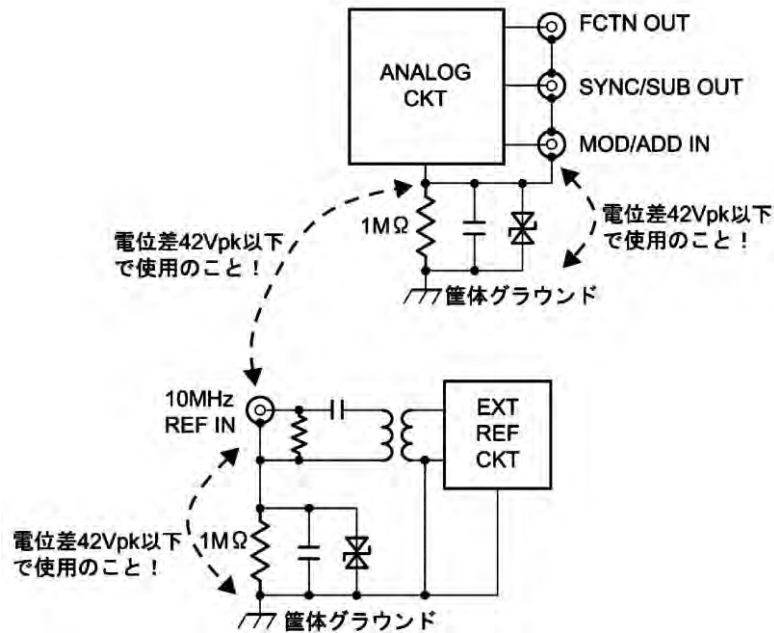 FCTN OUT
ANALOG
CKT
SYNC/SUB OUT
MOD/ADD IN
電位差42Vpk以下
で使用のこと！
1MΩ
電位差42Vpk以下
で使用のこと！
筐体グラウンド
10MHz
REF IN
EXT
REF
CKT
電位差42Vpk以下
で使用のこと！
1MΩ
筐体グラウンド